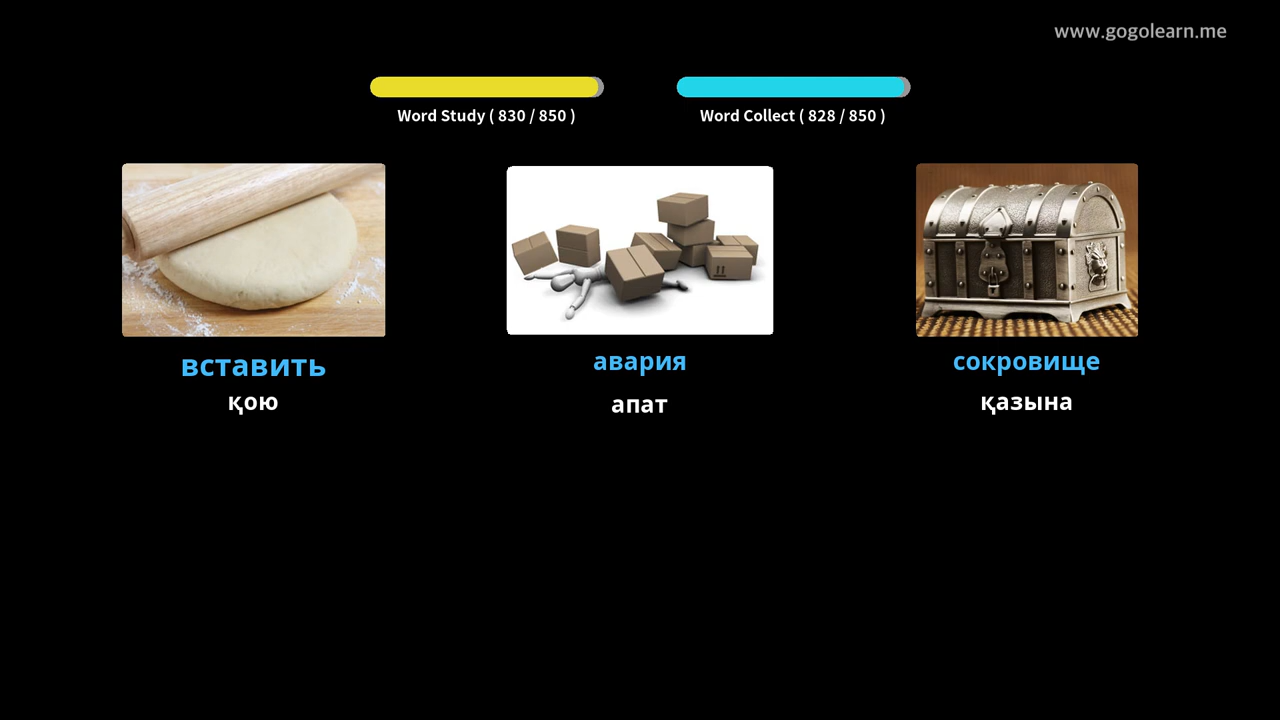 www.gogolearn.me
Word Study ( 830 / 850 )
Word Collect ( 828 / 850 )
вставить
қою
авария
апат
сокровище
қазына